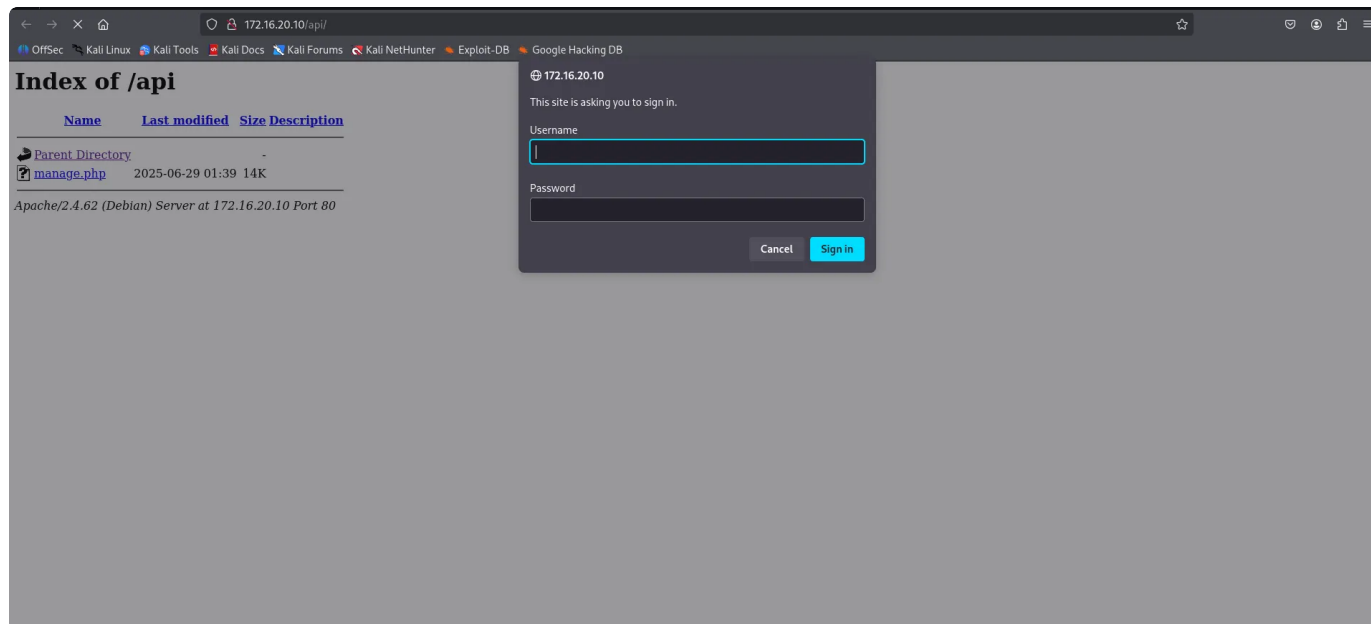 172.16.20.10/api/
OffSec Kali Linux Kali Tools Kali Docs Kali Forums Kali NetHunter Exploit-DB Google Hacking DB
Index of /api
Name Last modified Size Description
Parent Directory -
manage.php 2025-06-29 01:39 14K
Apache/2.4.62 (Debian) Server at 172.16.20.10 Port 80
172.16.20.10
This site is asking you to sign in.
Username
Password
Cancel Sign in